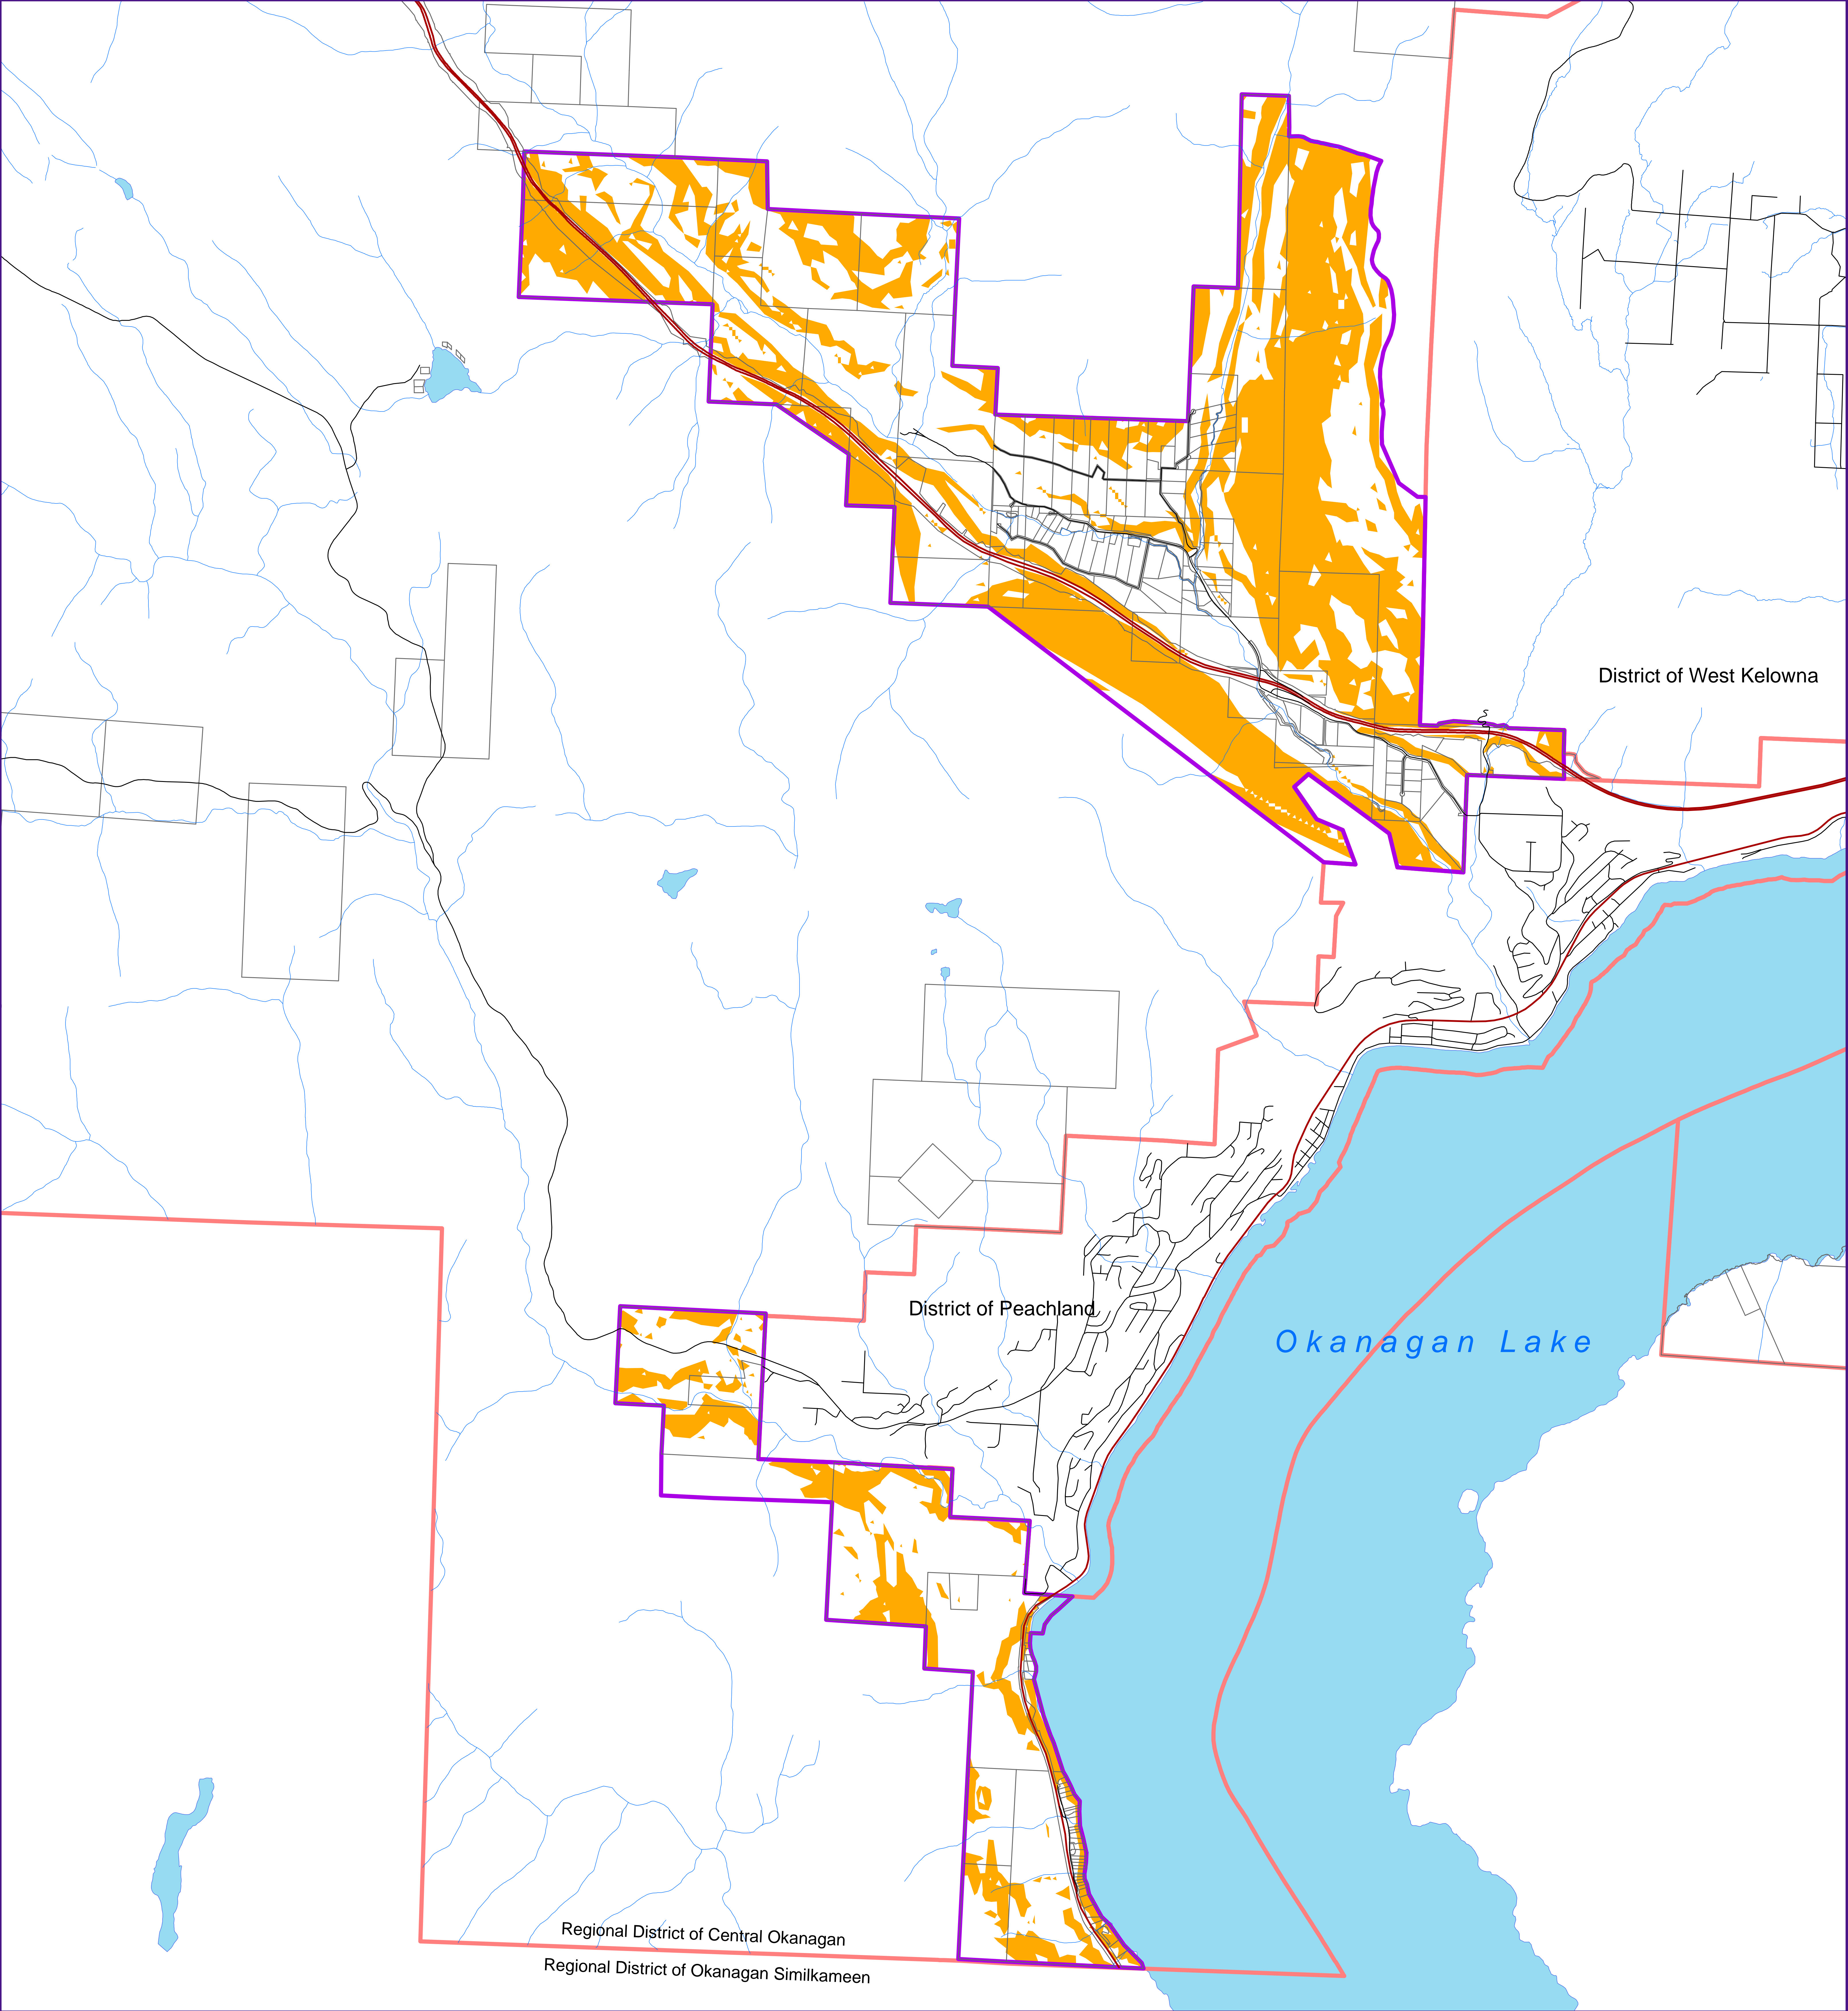 District of West Kelowna
District of Peachland
Okanagan Lake
Regional District of Central Okanagan
Regional District of Okanagan Similkameen